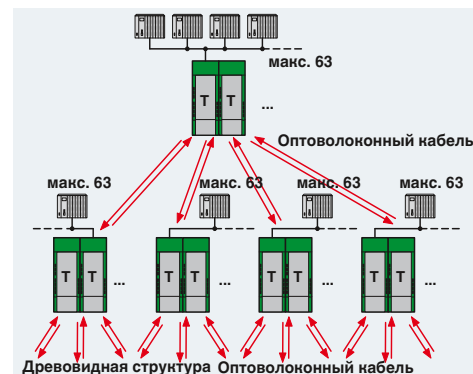 макс. 63
T T ...
Оптоволоконный кабель
макс. 63 макс. 63 макс. 63 макс. 63
T T ... T T ... T T ... T T ...
Древовидная структура Оптоволоконный кабель